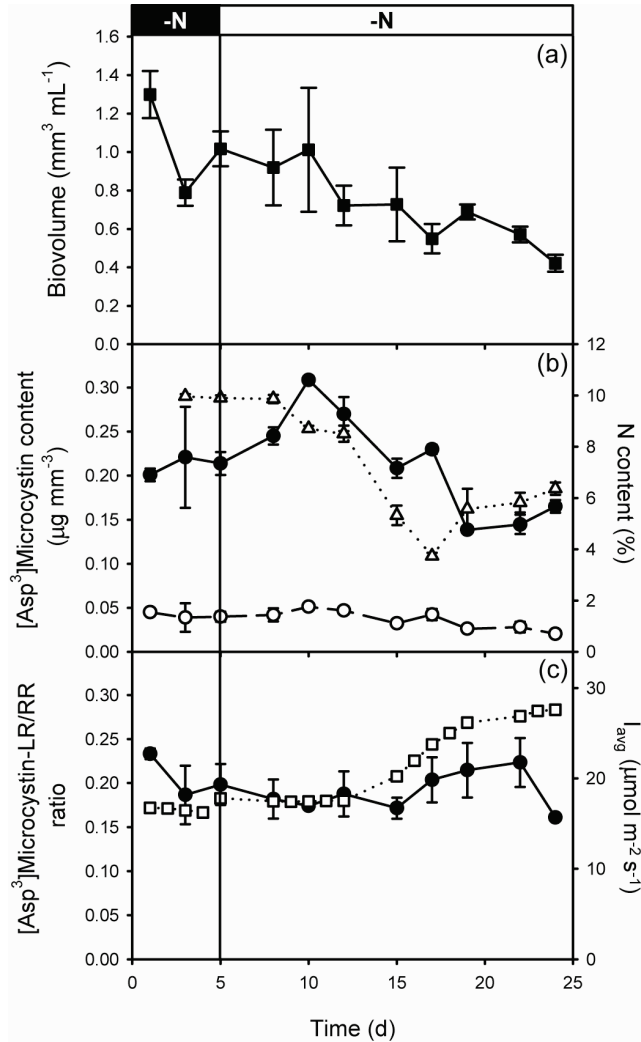 -N -N
(a)
1.6
1.4
1.2
1.0
0.8
0.6
0.4
0.2
0.0
Biovolume (mm³ mL⁻¹)
(b)
0.30
0.25
0.20
0.15
0.10
0.05
0.00
[Asp³]Microcystin content
(µg mm⁻³)
12
10
8
6
4
2
0
N content (%)
(c)
0.30
0.25
0.20
0.15
0.10
0.05
0.00
[Asp³]Microcystin-LR/RR
ratio
30
20
10
0
Iavg (µmol m⁻² s⁻¹)
0 5 10 15 20 25
Time (d)